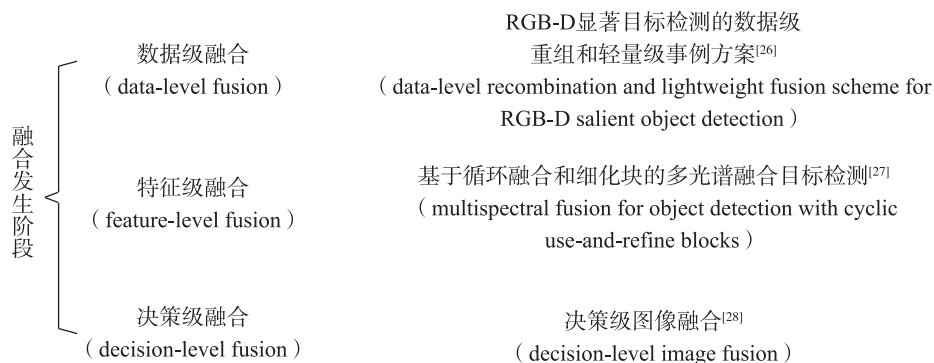 融合发生阶段
数据级融合
（data-level fusion）
RGB-D显著目标检测的数据级
重组和轻量级事例方案[26]
（data-level recombination and lightweight fusion scheme for
RGB-D salient object detection）
特征级融合
（feature-level fusion）
基于循环融合和细化块的多光谱融合目标检测[27]
（multispectral fusion for object detection with cyclic
use-and-refine blocks）
决策级融合
（decision-level fusion）
决策级图像融合[28]
（decision-level image fusion）